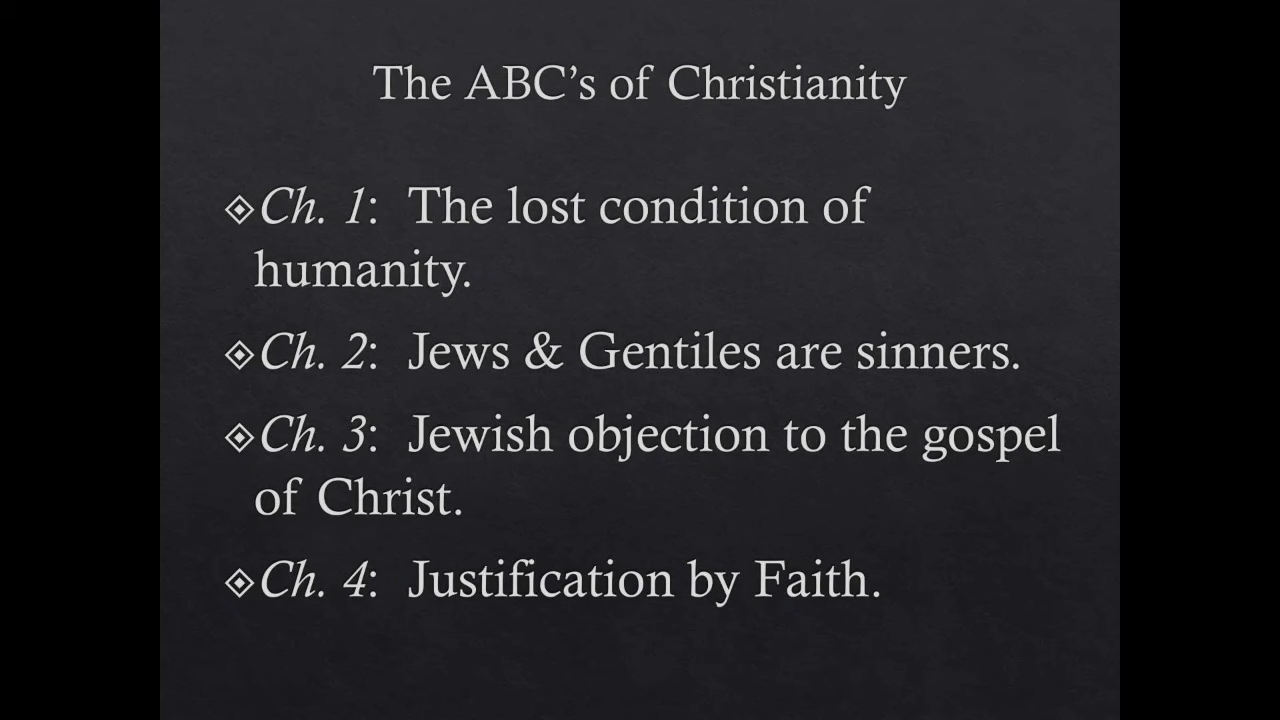 The ABC’s of Christianity
Ch. 1: The lost condition of
humanity.
Ch. 2: Jews & Gentiles are sinners.
Ch. 3: Jewish objection to the gospel
of Christ.
Ch. 4: Justification by Faith.